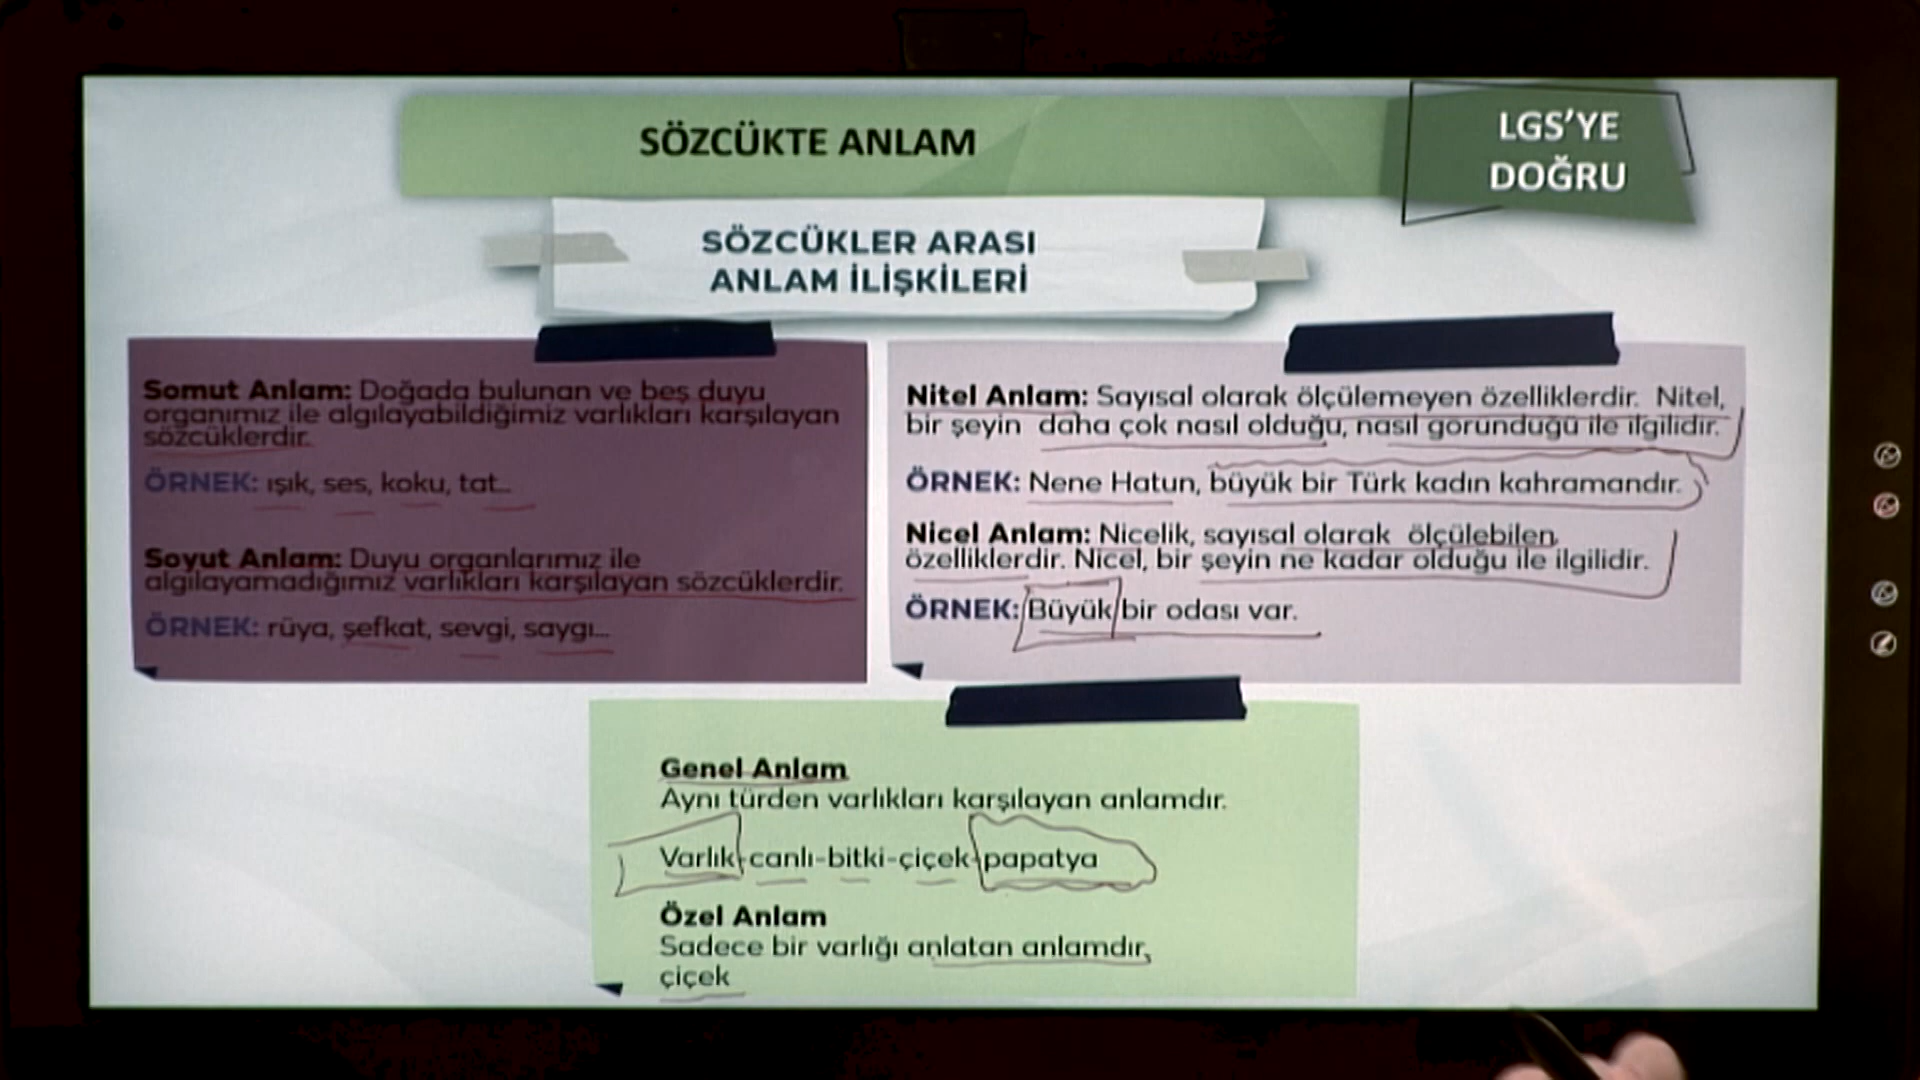 SÖZCÜKTE ANLAM
LGS'YE
DOĞRU
SÖZCÜKLER ARASI
ANLAM İLİŞKİLERİ
Somut Anlam: Doğada bulunan ve beş duyu
organımız ile algılayabildiğimiz varlıkları karşılayan
sözcüklerdir.
ÖRNEK: ışık, ses, koku, tat...
Soyut Anlam: Duyu organlarımız ile
algılayamadığımız varlıkları karşılayan sözcüklerdir.
ÖRNEK: rüya, şefkat, sevgi, saygı...
Nitel Anlam: Sayısal olarak ölçülemeyen özelliklerdir. Nitel,
bir şeyin daha çok nasıl olduğu, nasıl göründüğü ile ilgilidir.
ÖRNEK: Nene Hatun, büyük bir Türk kadın kahramandır.
Nicel Anlam: Nicelik, sayısal olarak ölçülebilen
özelliklerdir. Nicel, bir şeyin ne kadar olduğu ile ilgilidir.
ÖRNEK: Büyük bir odası var.
Genel Anlam
Aynı türden varlıkları karşılayan anlamdır.
Varlık-canlı-bitki-çiçek-papatya
Özel Anlam
Sadece bir varlığı anlatan anlamdır,
çiçek